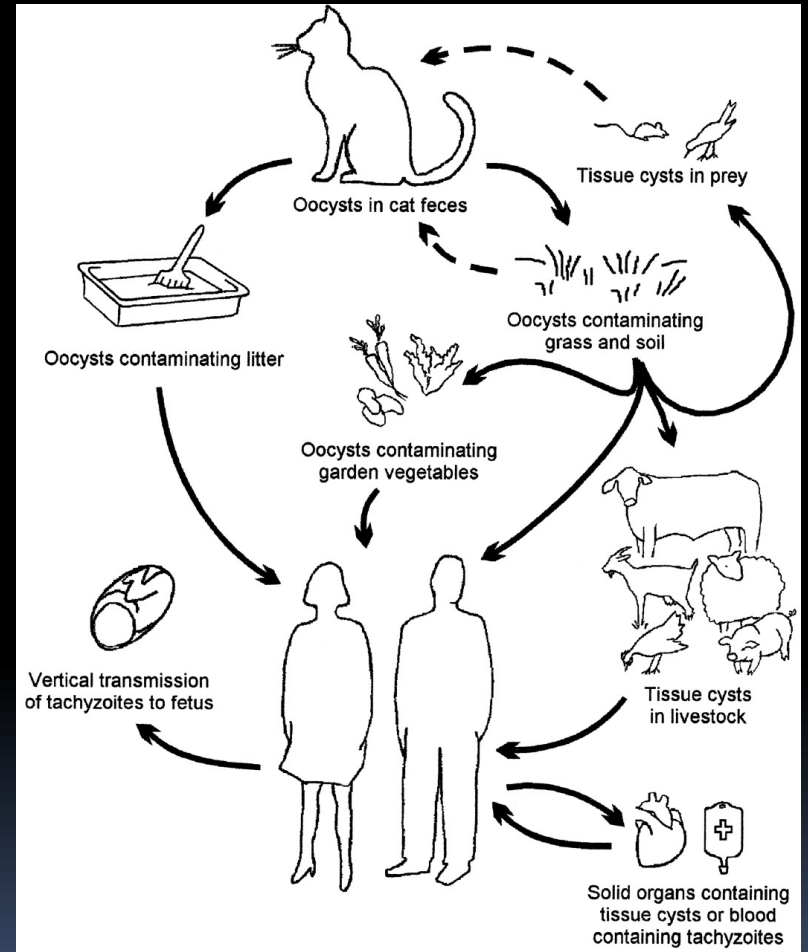 Tissue cysts in prey
Oocysts in cat feces
Oocysts contaminating
grass and soil
Oocysts contaminating litter
Oocysts contaminating
garden vegetables
Vertical transmission
of tachyzoites to fetus
Tissue cysts
in livestock
Solid organs containing
tissue cysts or blood
containing tachyzoites